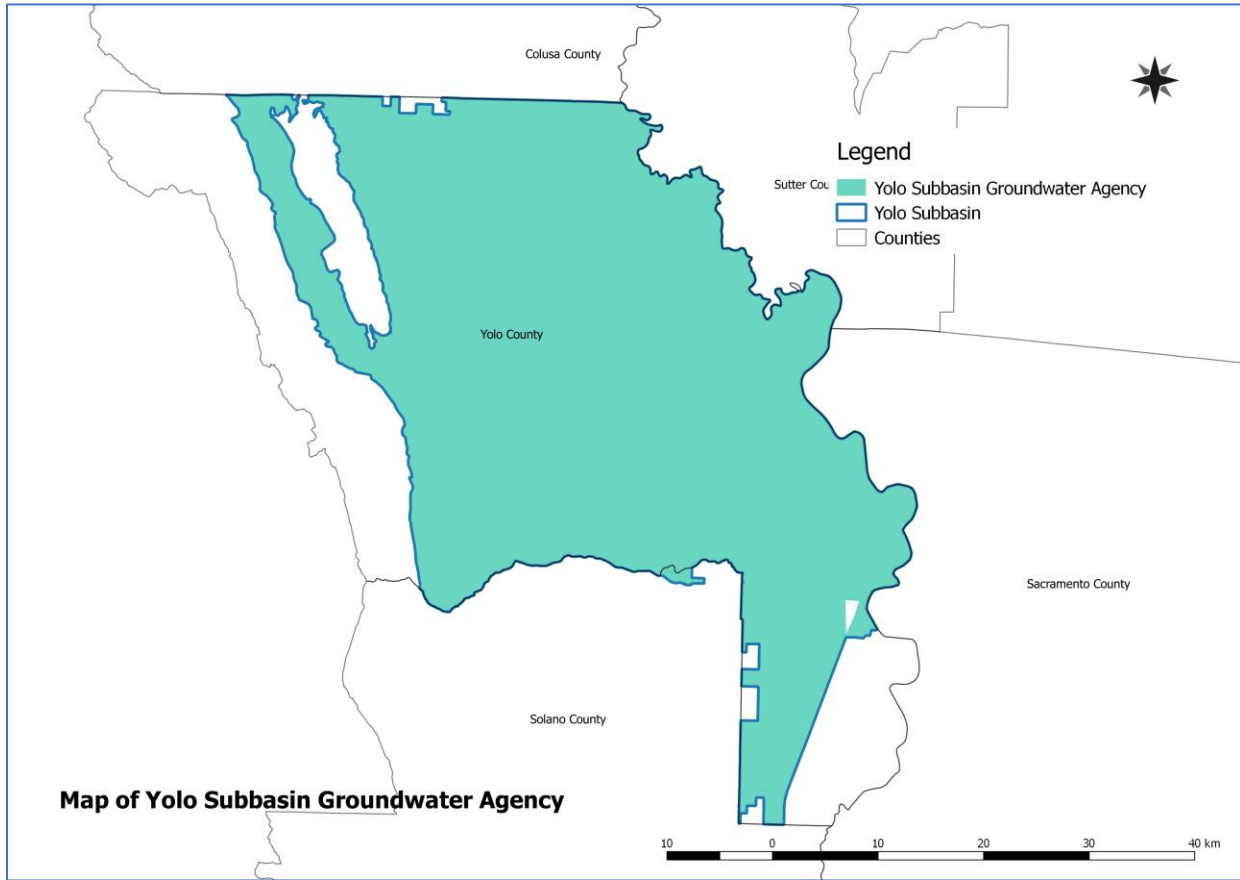 Colusa County
Legend
Sutter Cou
Yolo Subbasin Groundwater Agency
Yolo Subbasin
Counties
Yolo County
Sacramento County
Solano County
Map of Yolo Subbasin Groundwater Agency
10 0 10 20 30 40 km